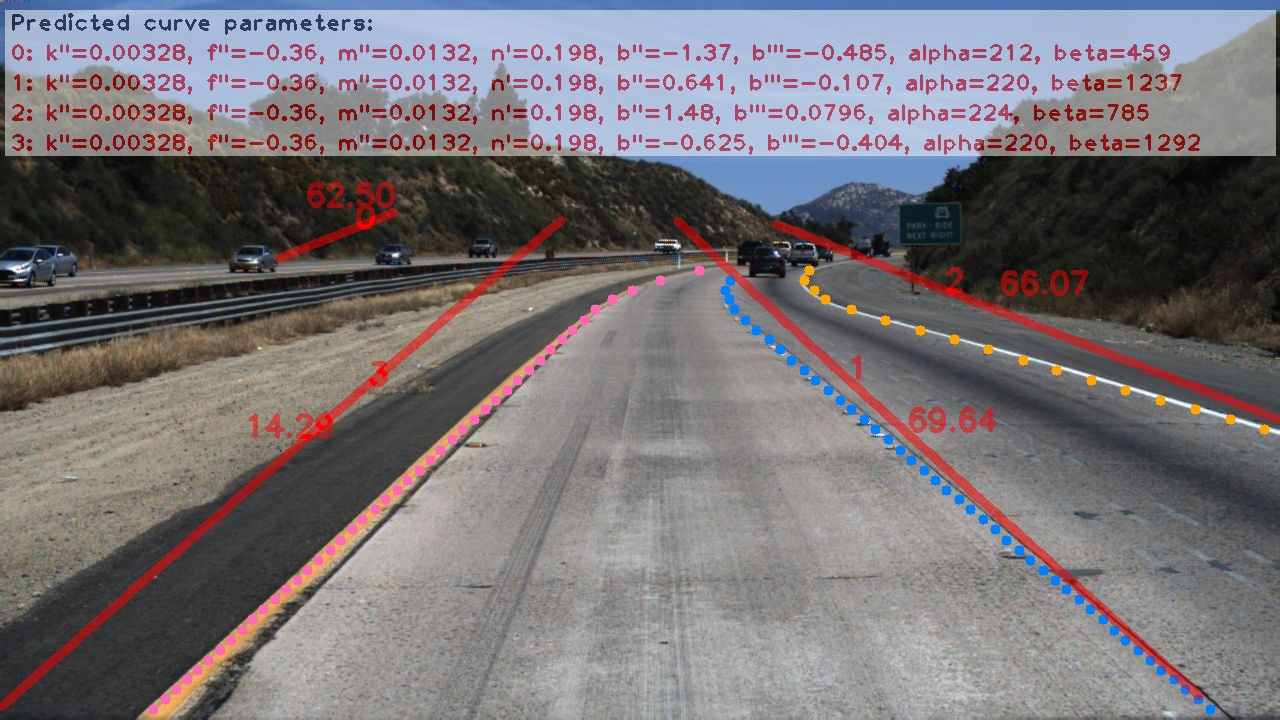 Predicted curve parameters:
0: k"=0.00328, f"=-0.36, m"=0.0132, n'=0.198, b"=-1.37, b'''=-0.485, alpha=212, beta=459
1: k"=0.00328, f"=-0.36, m"=0.0132, n'=0.198, b"=0.641, b'''=-0.107, alpha=220, beta=1237
2: k"=0.00328, f"=-0.36, m"=0.0132, n'=0.198, b"=1.48, b'''=0.0796, alpha=224, beta=785
3: k"=0.00328, f"=-0.36, m"=0.0132, n'=0.198, b"=-0.625, b'''=-0.404, alpha=220, beta=1292
62.50
0
PARK - RIDE
NEXT RIGHT
2 66.07
3
1
14.29
69.64